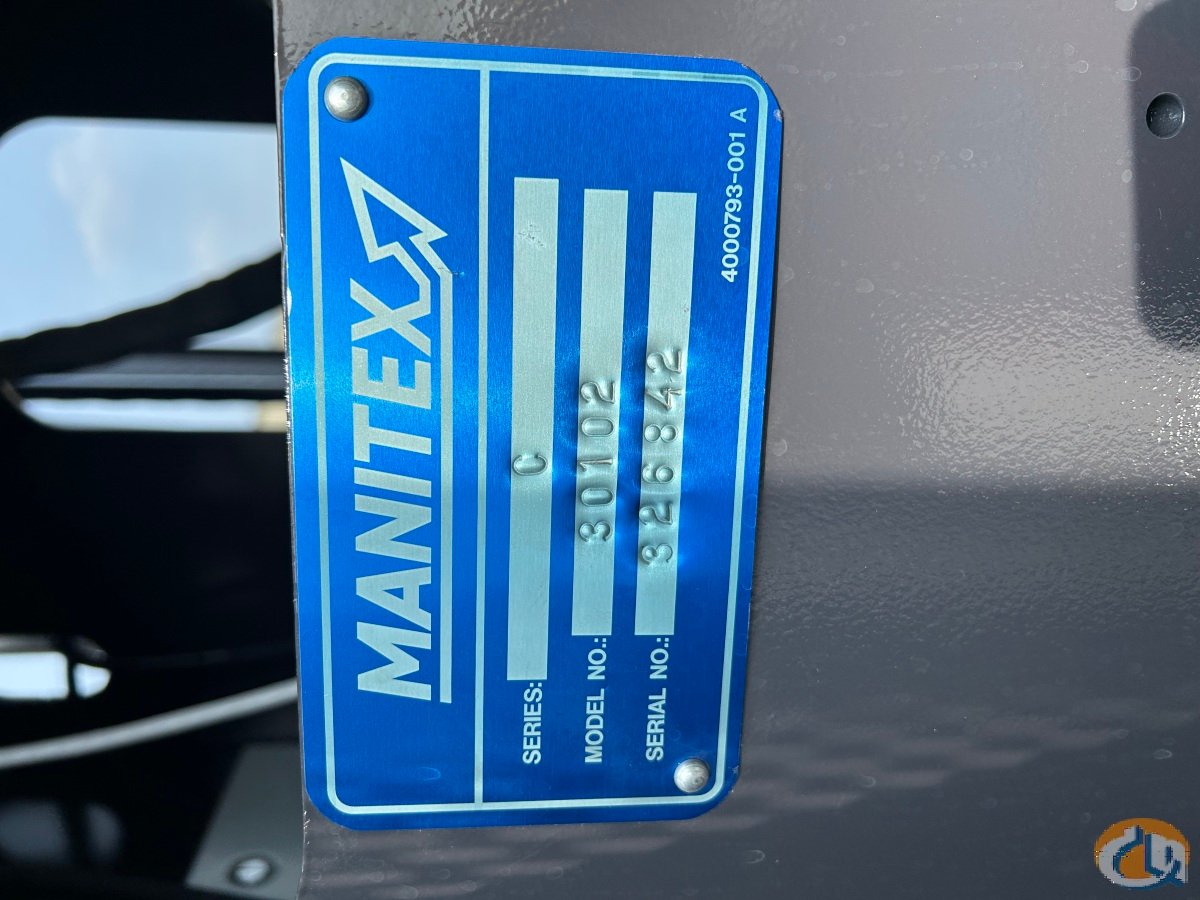 MANITEX
SERIES: C
MODEL NO.: 30102
SERIAL NO.: 326842
4000793-001 A